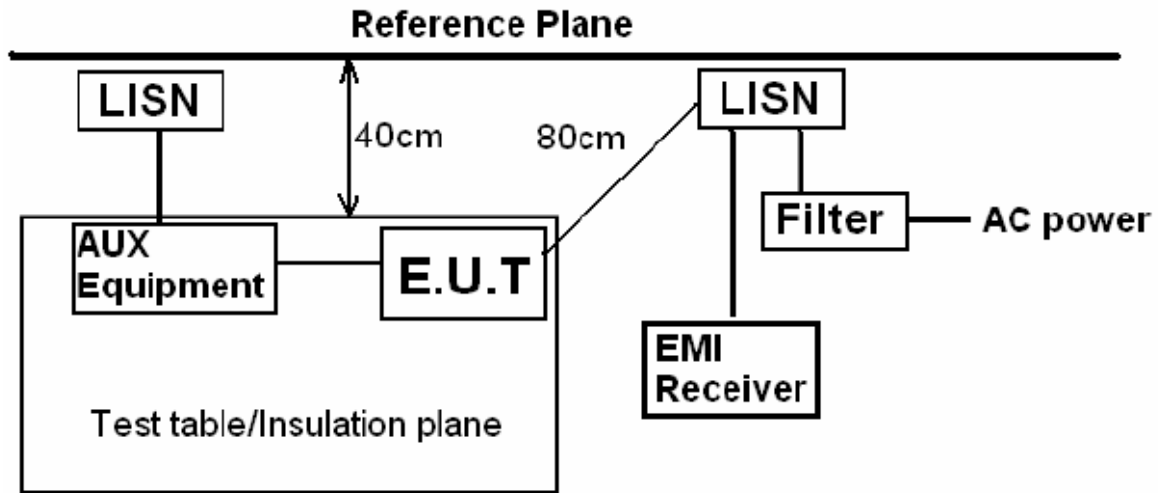 Reference Plane
LISN
LISN
40cm
80cm
Filter
AC power
AUX
Equipment
E.U.T
EMI
Receiver
Test table/Insulation plane